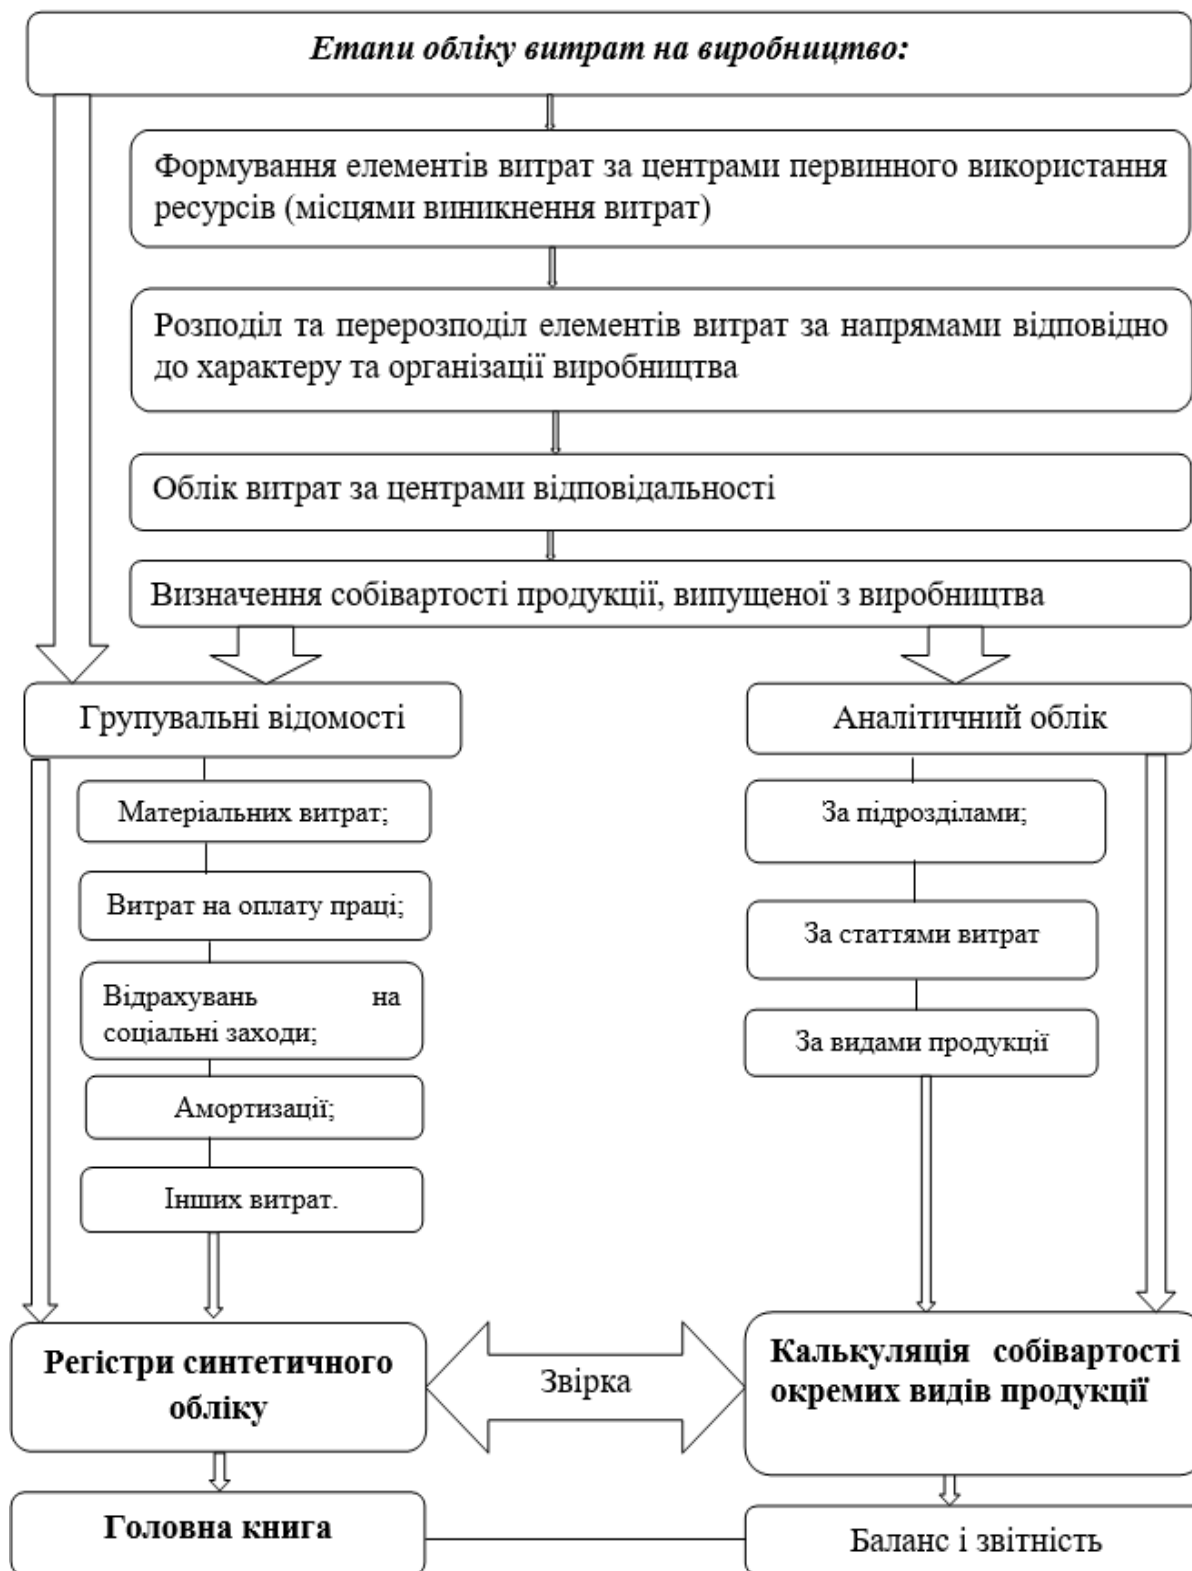 Етапи обліку витрат на виробництво:
Формування елементів витрат за центрами первинного використання
ресурсів (місцями виникнення витрат)
Розподіл та перерозподіл елементів витрат за напрямами відповідно
до характеру та організації виробництва
Облік витрат за центрами відповідальності
Визначення собівартості продукції, випущеної з виробництва
Групувальні відомості
Матеріальних витрат;
Витрат на оплату праці;
Відрахувань на
соціальні заходи;
Амортизації;
Інших витрат.
Аналітичний облік
За підрозділами;
За статтями витрат
За видами продукції
Регістри синтетичного
обліку
Звірка
Калькуляція собівартості
окремих видів продукції
Головна книга
Баланс і звітність